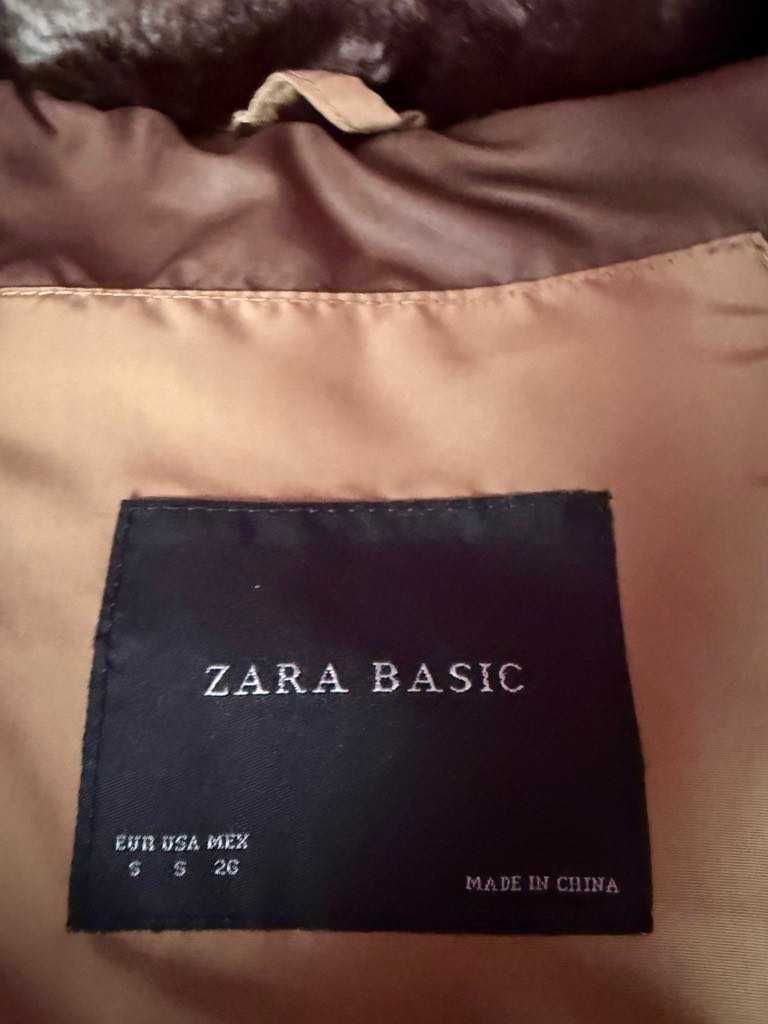 ZARA BASIC
EUR USA MEX
S S 26
MADE IN CHINA